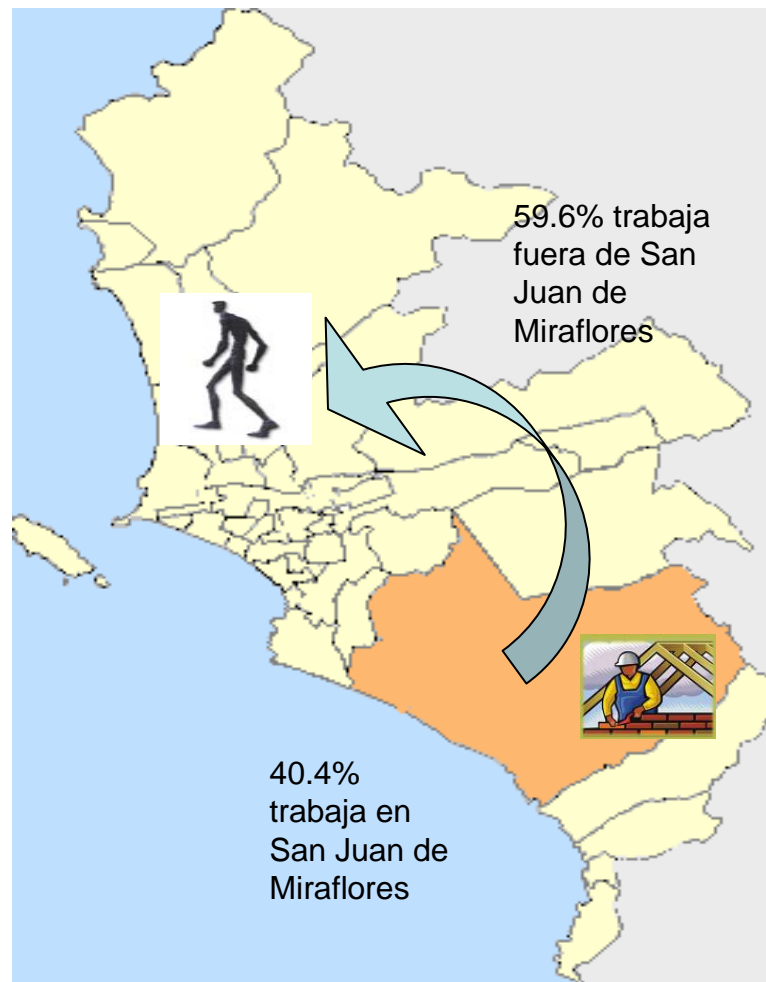 59.6% trabaja
fuera de San
Juan de
Miraflores
40.4%
trabaja en
San Juan de
Miraflores